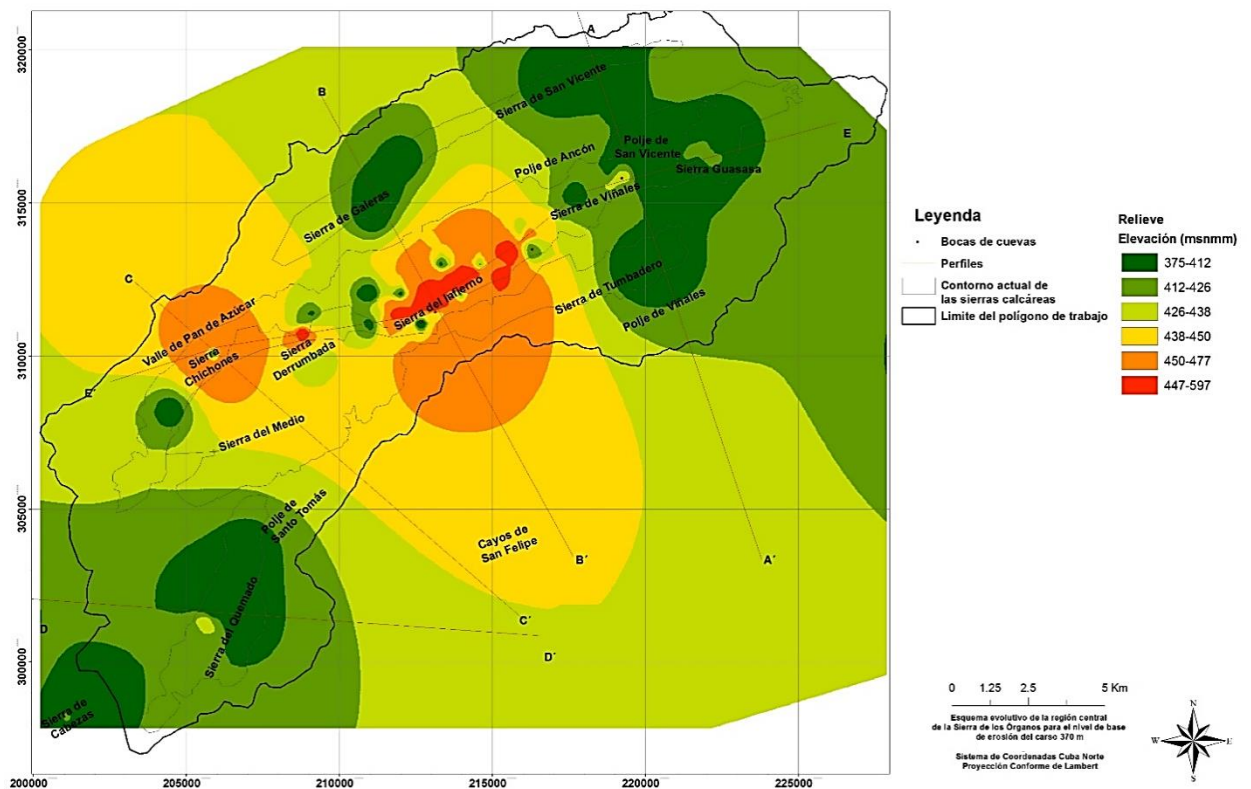 A
B
Sierra de San Vicente
E
Polje de
San Vicente
Sierra Guasasa
Polje de Ancón
Sierra de Viñales
Sierra de Galeras
C
Sierra de Tumbadero
Sierra del Infierno
Polje de Viñales
Valle de Pan de Azúcar
Sierra
Chichones
Sierra
Derrumbada
E´
Sierra del Medio
Polje de
Santo Tomás
Cayos de
San Felipe
B´
A´
Sierra del Quemado
C´
D
D´
Sierra de
Cabezas
320000
315000
310000
305000
300000
200000
205000
210000
215000
220000
225000
Leyenda
Bocas de cuevas
Perfiles
Contorno actual de
las sierras calcáreas
Limite del polígono de trabajo
Relieve
Elevación (msnmm)
375-412
412-426
426-438
438-450
450-477
447-597
0 1.25 2.5 5 Km
Esquema evolutivo de la región central
de la Sierra de los Órganos para el nivel de base
de erosión del carso 370 m
Sistema de Coordenadas Cuba Norte
Proyección Conforme de Lambert
N
W
E
S